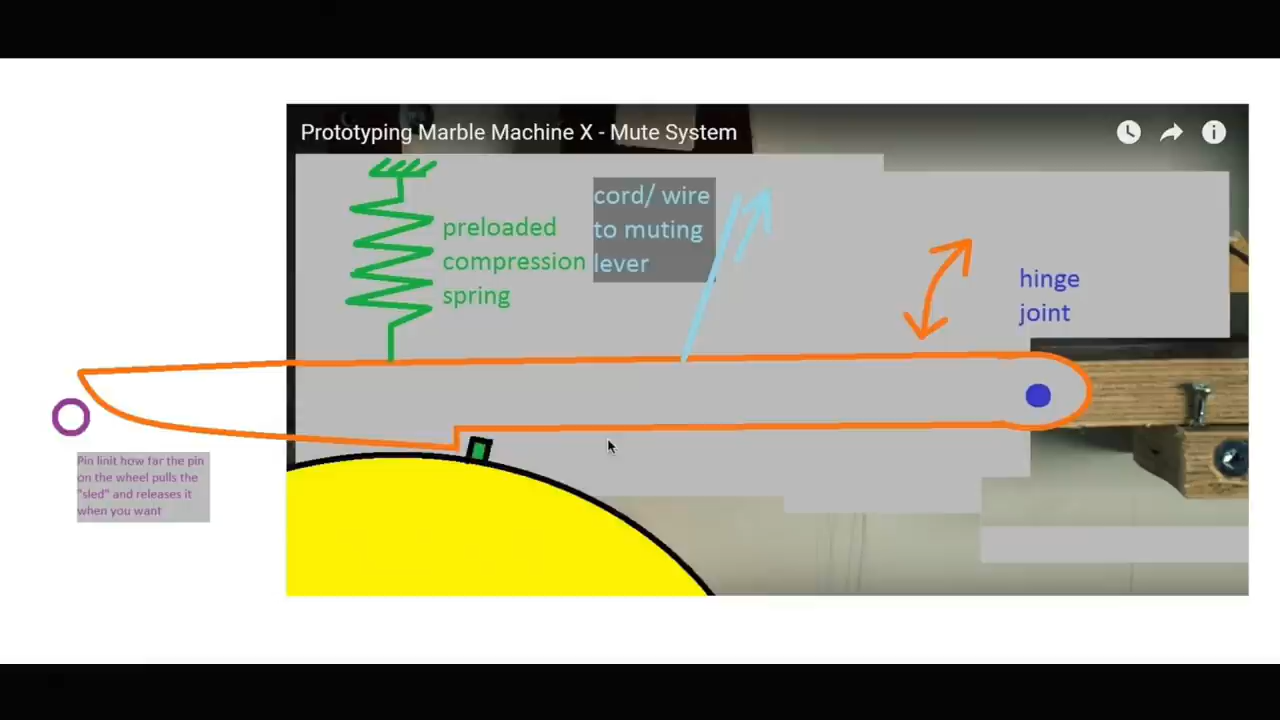 Prototyping Marble Machine X - Mute System
preloaded
compression
spring
cord/ wire
to muting
lever
hinge
joint
Pin linit how far the pin
on the wheel pulls the
"sled" and releases it
when you want